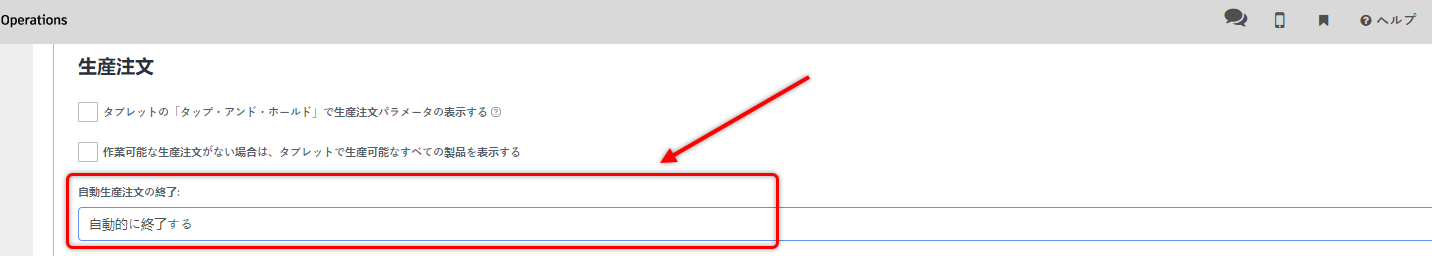 Operations
ヘルプ
生産注文
タブレットの「タップ・アンド・ホールド」で生産注文パラメータの表示する
作業可能な生産注文がない場合は、タブレットで生産可能なすべての製品を表示する
自動生産注文の終了:
自動的に終了する